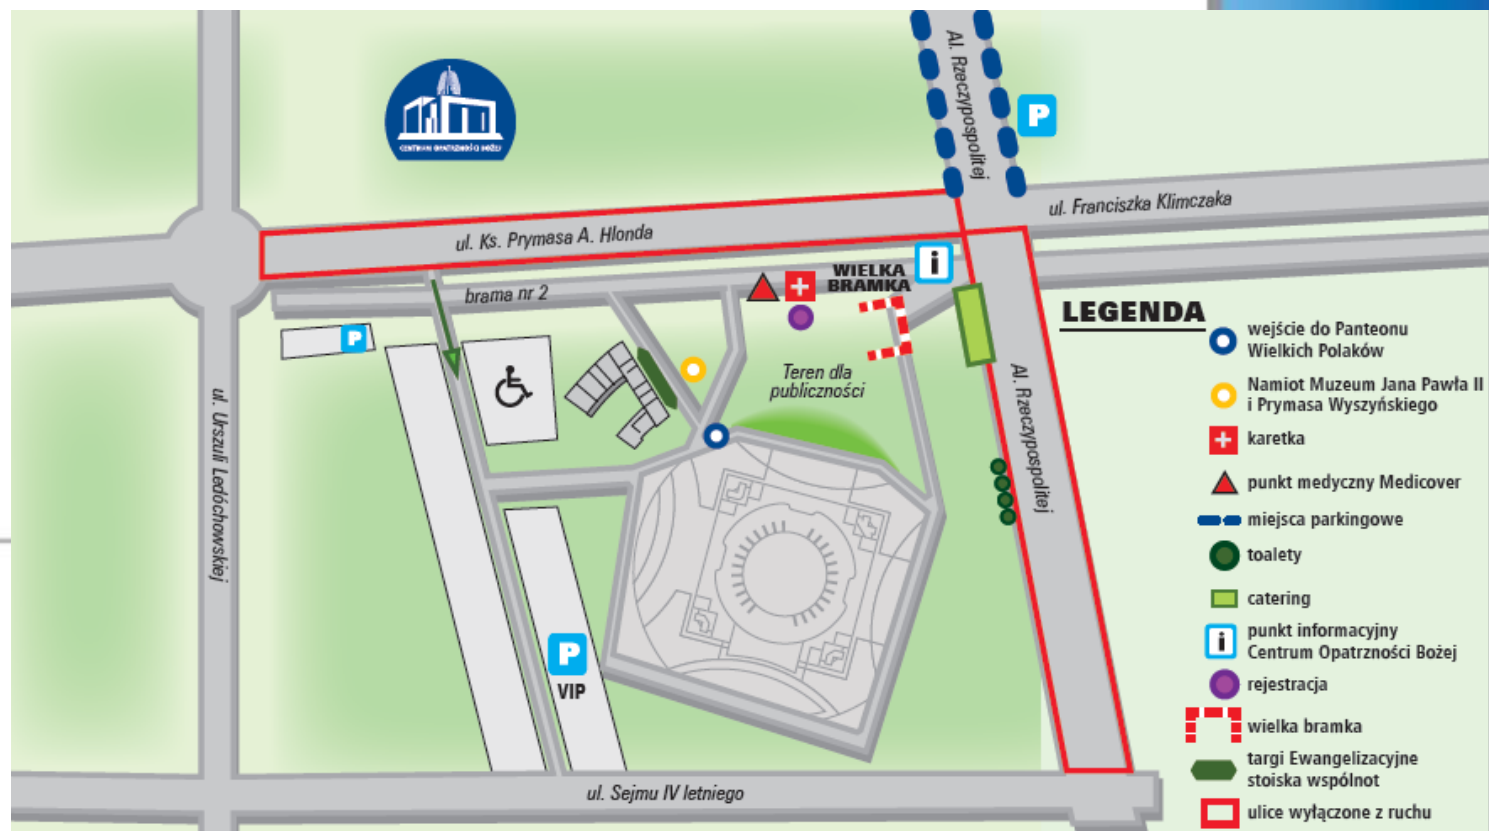 CENTRUM OPATRZNOŚCI BOŻEJ
Al. Rzeczypospolitej
P
ul. Franciszka Klimczaka
ul. Ks. Prymasa A. Hlonda
i
WIELKA
BRAMKA
brama nr 2
P
Teren dla
publiczności
Al. Rzeczypospolitej
ul. Urszuli Ledóchowskiej
P
VIP
ul. Sejmu IV letniego
LEGENDA
wejście do Panteonu
Wielkich Polaków
Namiot Muzeum Jana Pawła II
i Prymasa Wyszyńskiego
karetka
punkt medyczny Medicover
miejsca parkingowe
toalety
catering
i
punkt informacyjny
Centrum Opatrzności Bożej
rejestracja
wielka bramka
targi Ewangelizacyjne
stoiska wspólnot
ulice wyłączone z ruchu